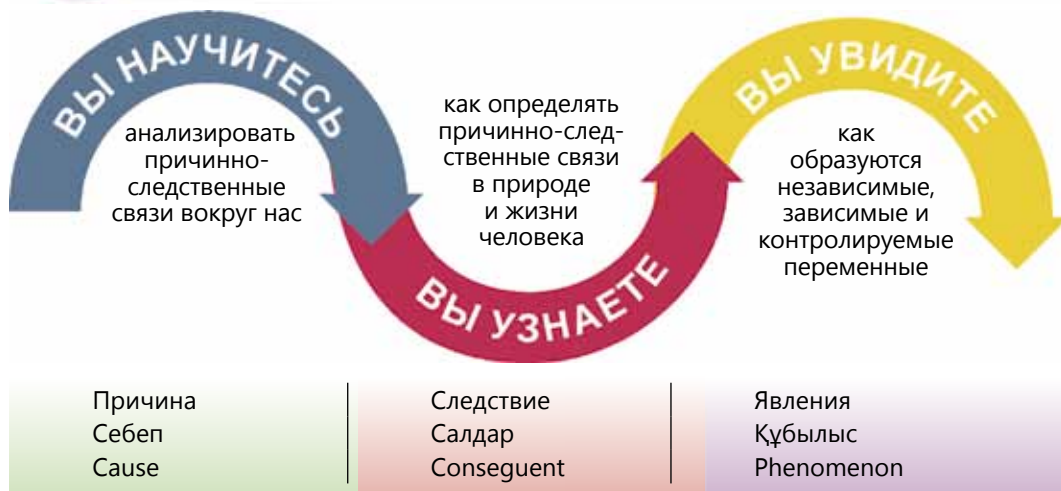 ВЫ НАУЧИТЕСЬ
анализировать
причинно-
следственные
связи вокруг нас
как определять
причинно-след-
ственные связи
в природе
и жизни
человека
ВЫ УЗНАЕТЕ
ВЫ УВИДИТЕ
как
образуются
независимые,
зависимые и
контролируемые
переменные
Причина
Себеп
Cause
Следствие
Салдар
Conseguent
Явления
Құбылыс
Phenomenon